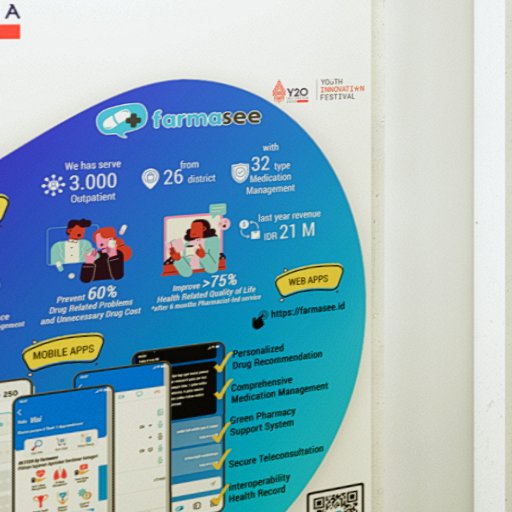 A
Y20
YOUTH
INNOVATI★N
FESTIVAL
farmasee
We has serve
3.000
Outpatient
from
26 district
with
32 type
Medication
Management
last year revenue
IDR 21 M
Prevent 60%
Drug Related Problems
and Unnecessary Drug Cost
Improve >75%
Health Related Quality of Life
*after 6 months Pharmacist-led service
WEB APPS
https://farmasee.id
MOBILE APPS
250
Personalized
Drug Recommendation
Comprehensive
Medication Management
Green Pharmacy
Support System
Secure Teleconsultation
Interoperability
Health Record